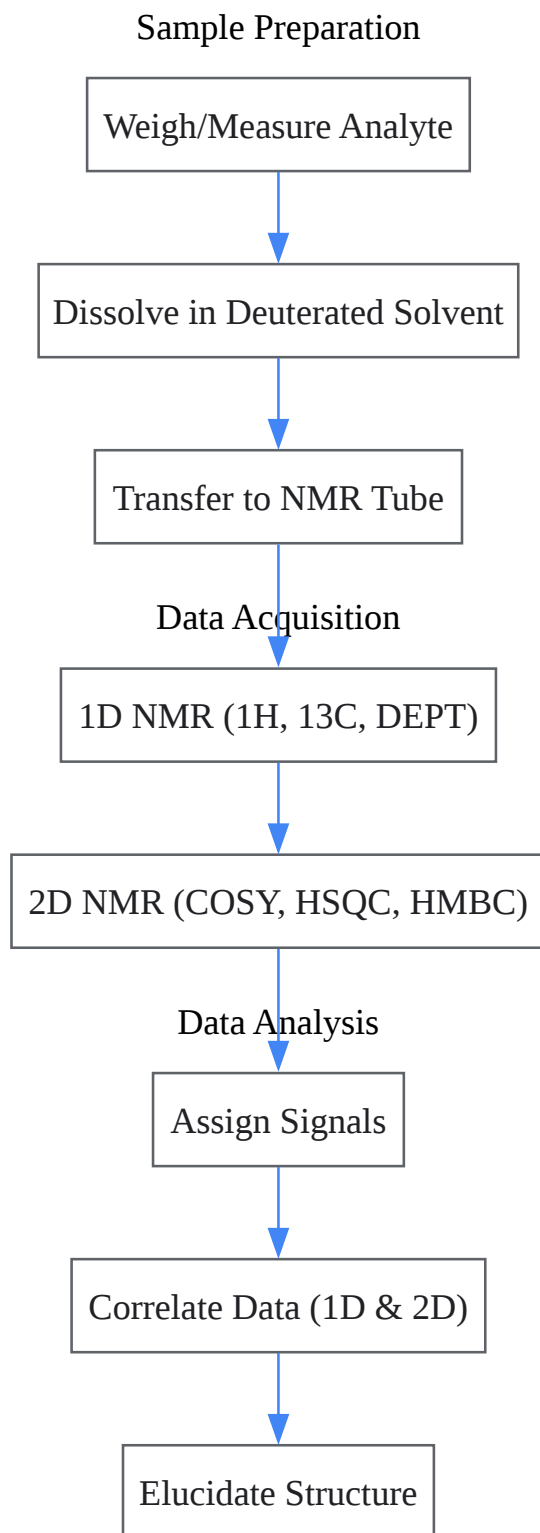 Sample Preparation
Weigh/Measure Analyte
Dissolve in Deuterated Solvent
Transfer to NMR Tube
Data Acquisition
1D NMR (1H, 13C, DEPT)
2D NMR (COSY, HSQC, HMBC)
Data Analysis
Assign Signals
Correlate Data (1D & 2D)
Elucidate Structure